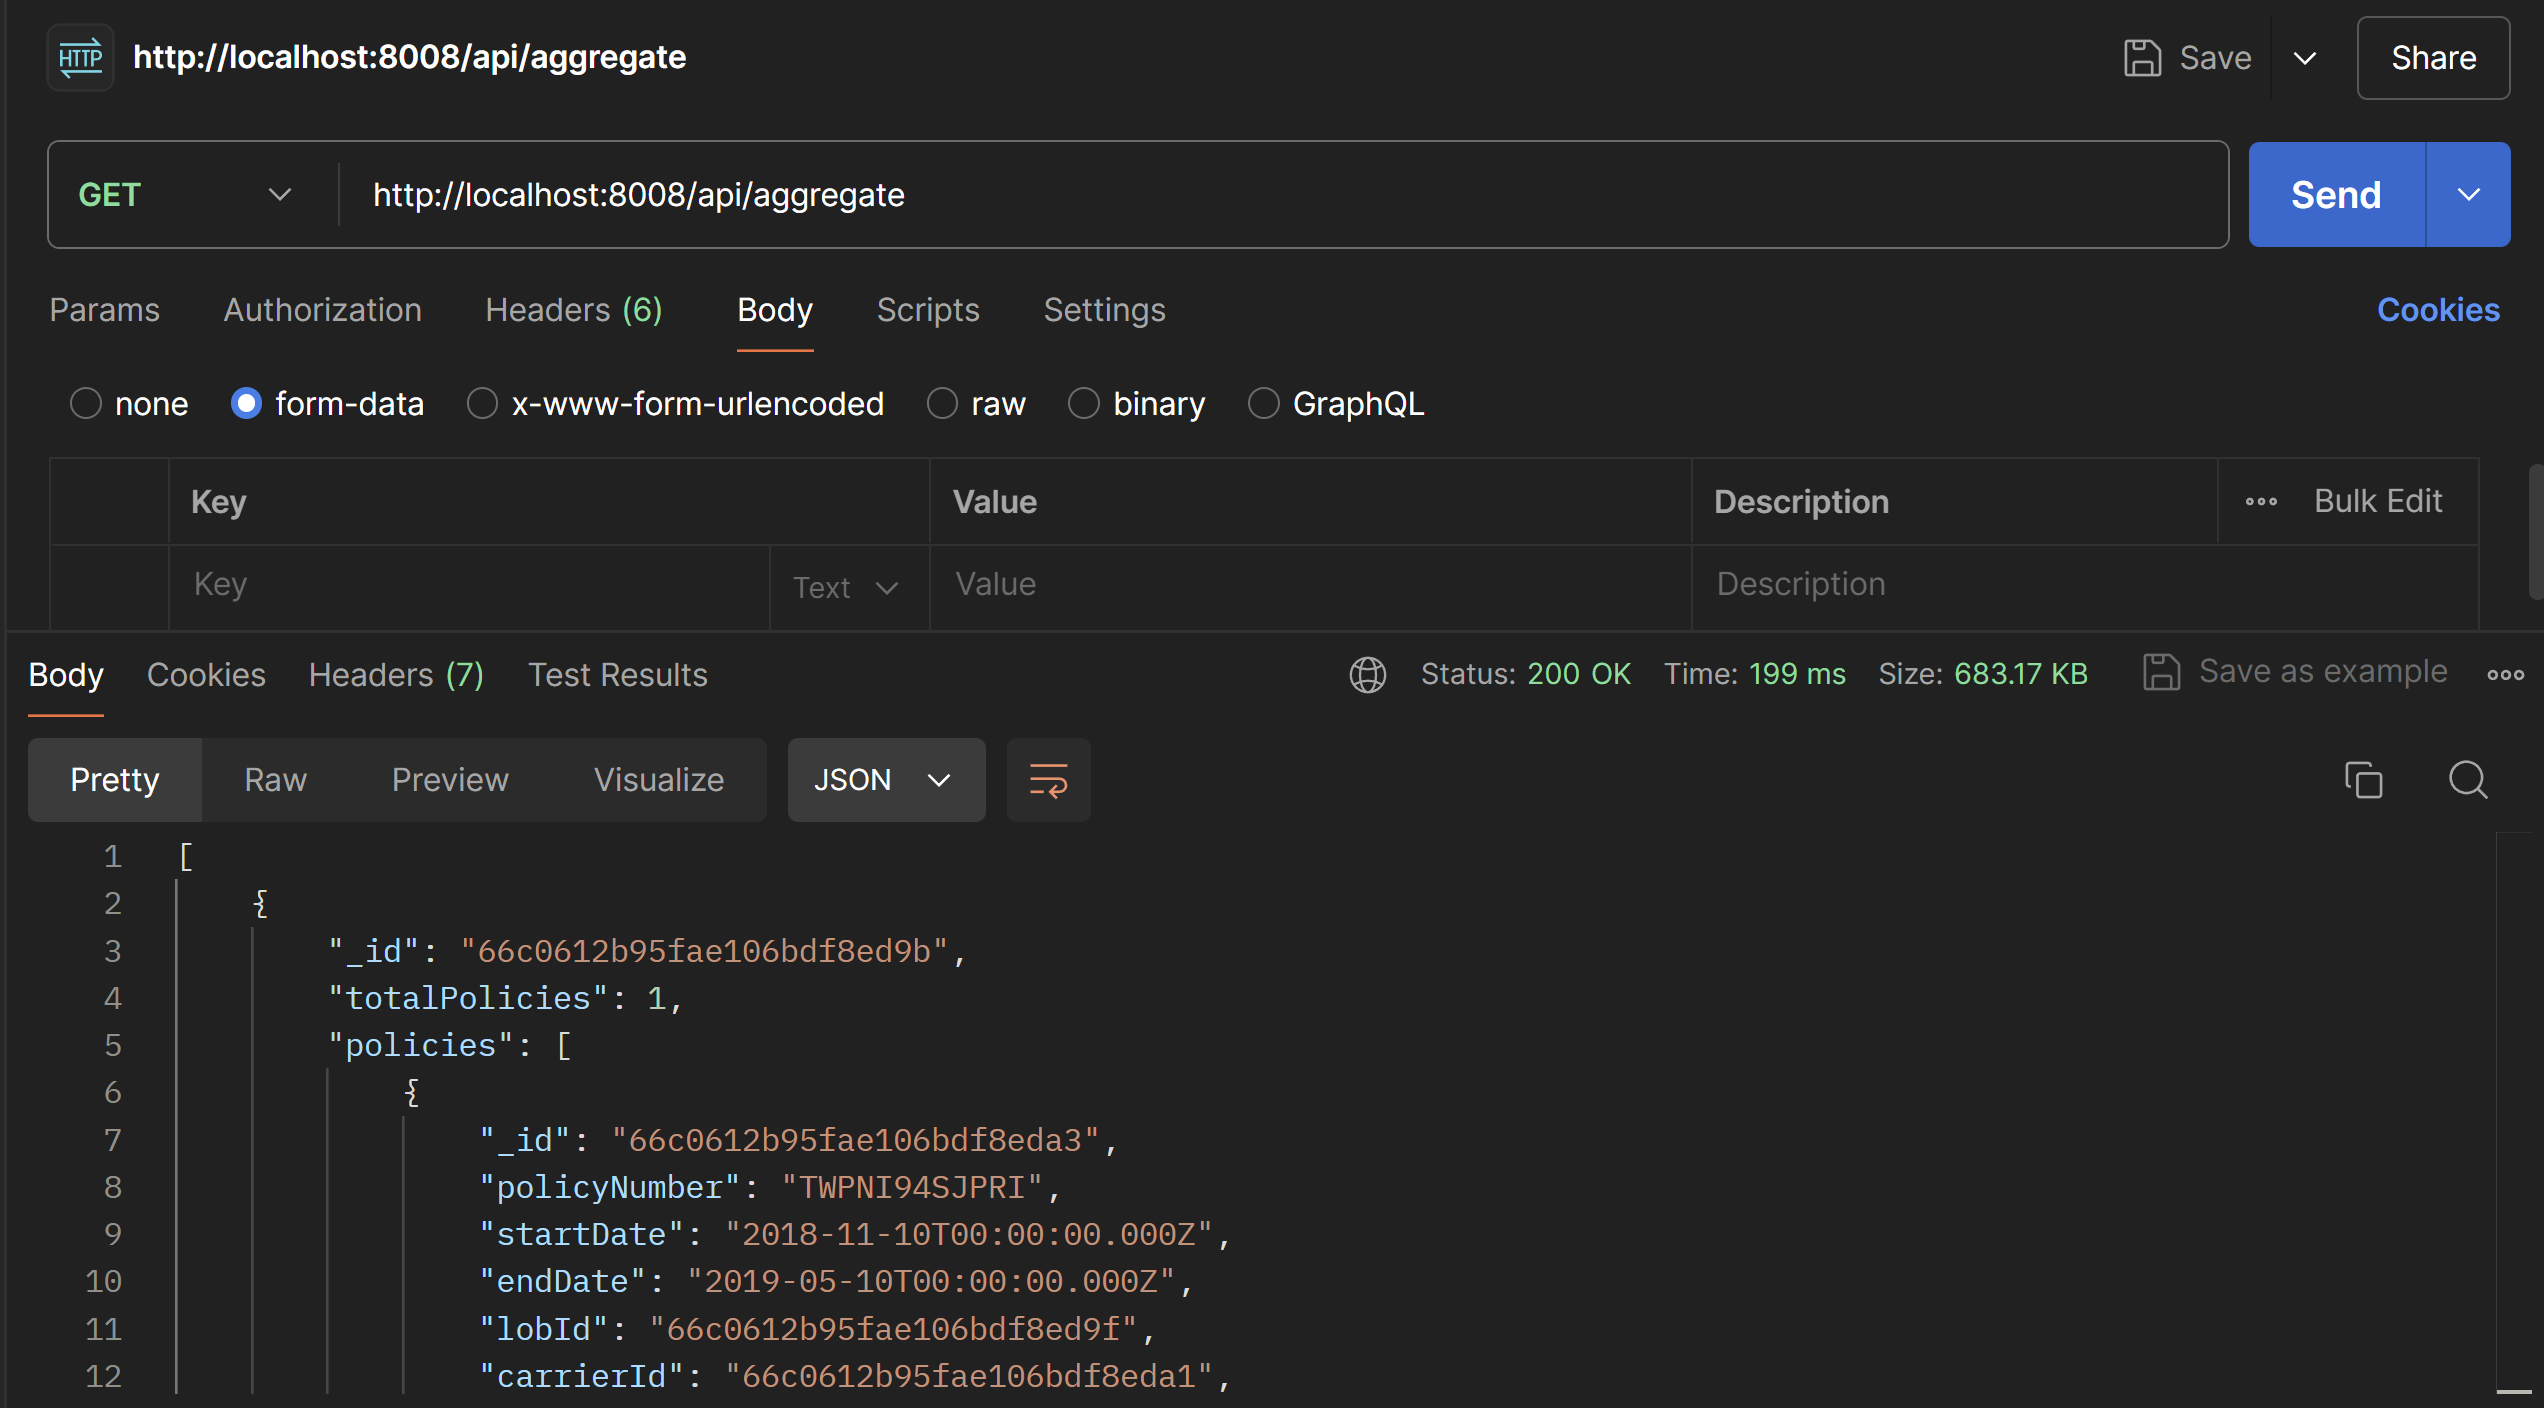 HTTP http://localhost:8008/api/aggregate Save Share
GET http://localhost:8008/api/aggregate Send
Params Authorization Headers (6) Body Scripts Settings Cookies
none form-data x-www-form-urlencoded raw binary GraphQL
Key Value Description Bulk Edit
Key Text Value Description
Body Cookies Headers (7) Test Results Status: 200 OK Time: 199 ms Size: 683.17 KB Save as example
Pretty Raw Preview Visualize JSON
1 [
2 {
3 "_id": "66c0612b95fae106bdf8ed9b",
4 "totalPolicies": 1,
5 "policies": [
6 {
7 "_id": "66c0612b95fae106bdf8eda3",
8 "policyNumber": "TWPNI94SJPRI",
9 "startDate": "2018-11-10T00:00:00.000Z",
10 "endDate": "2019-05-10T00:00:00.000Z",
11 "lobId": "66c0612b95fae106bdf8ed9f",
12 "carrierId": "66c0612b95fae106bdf8eda1",